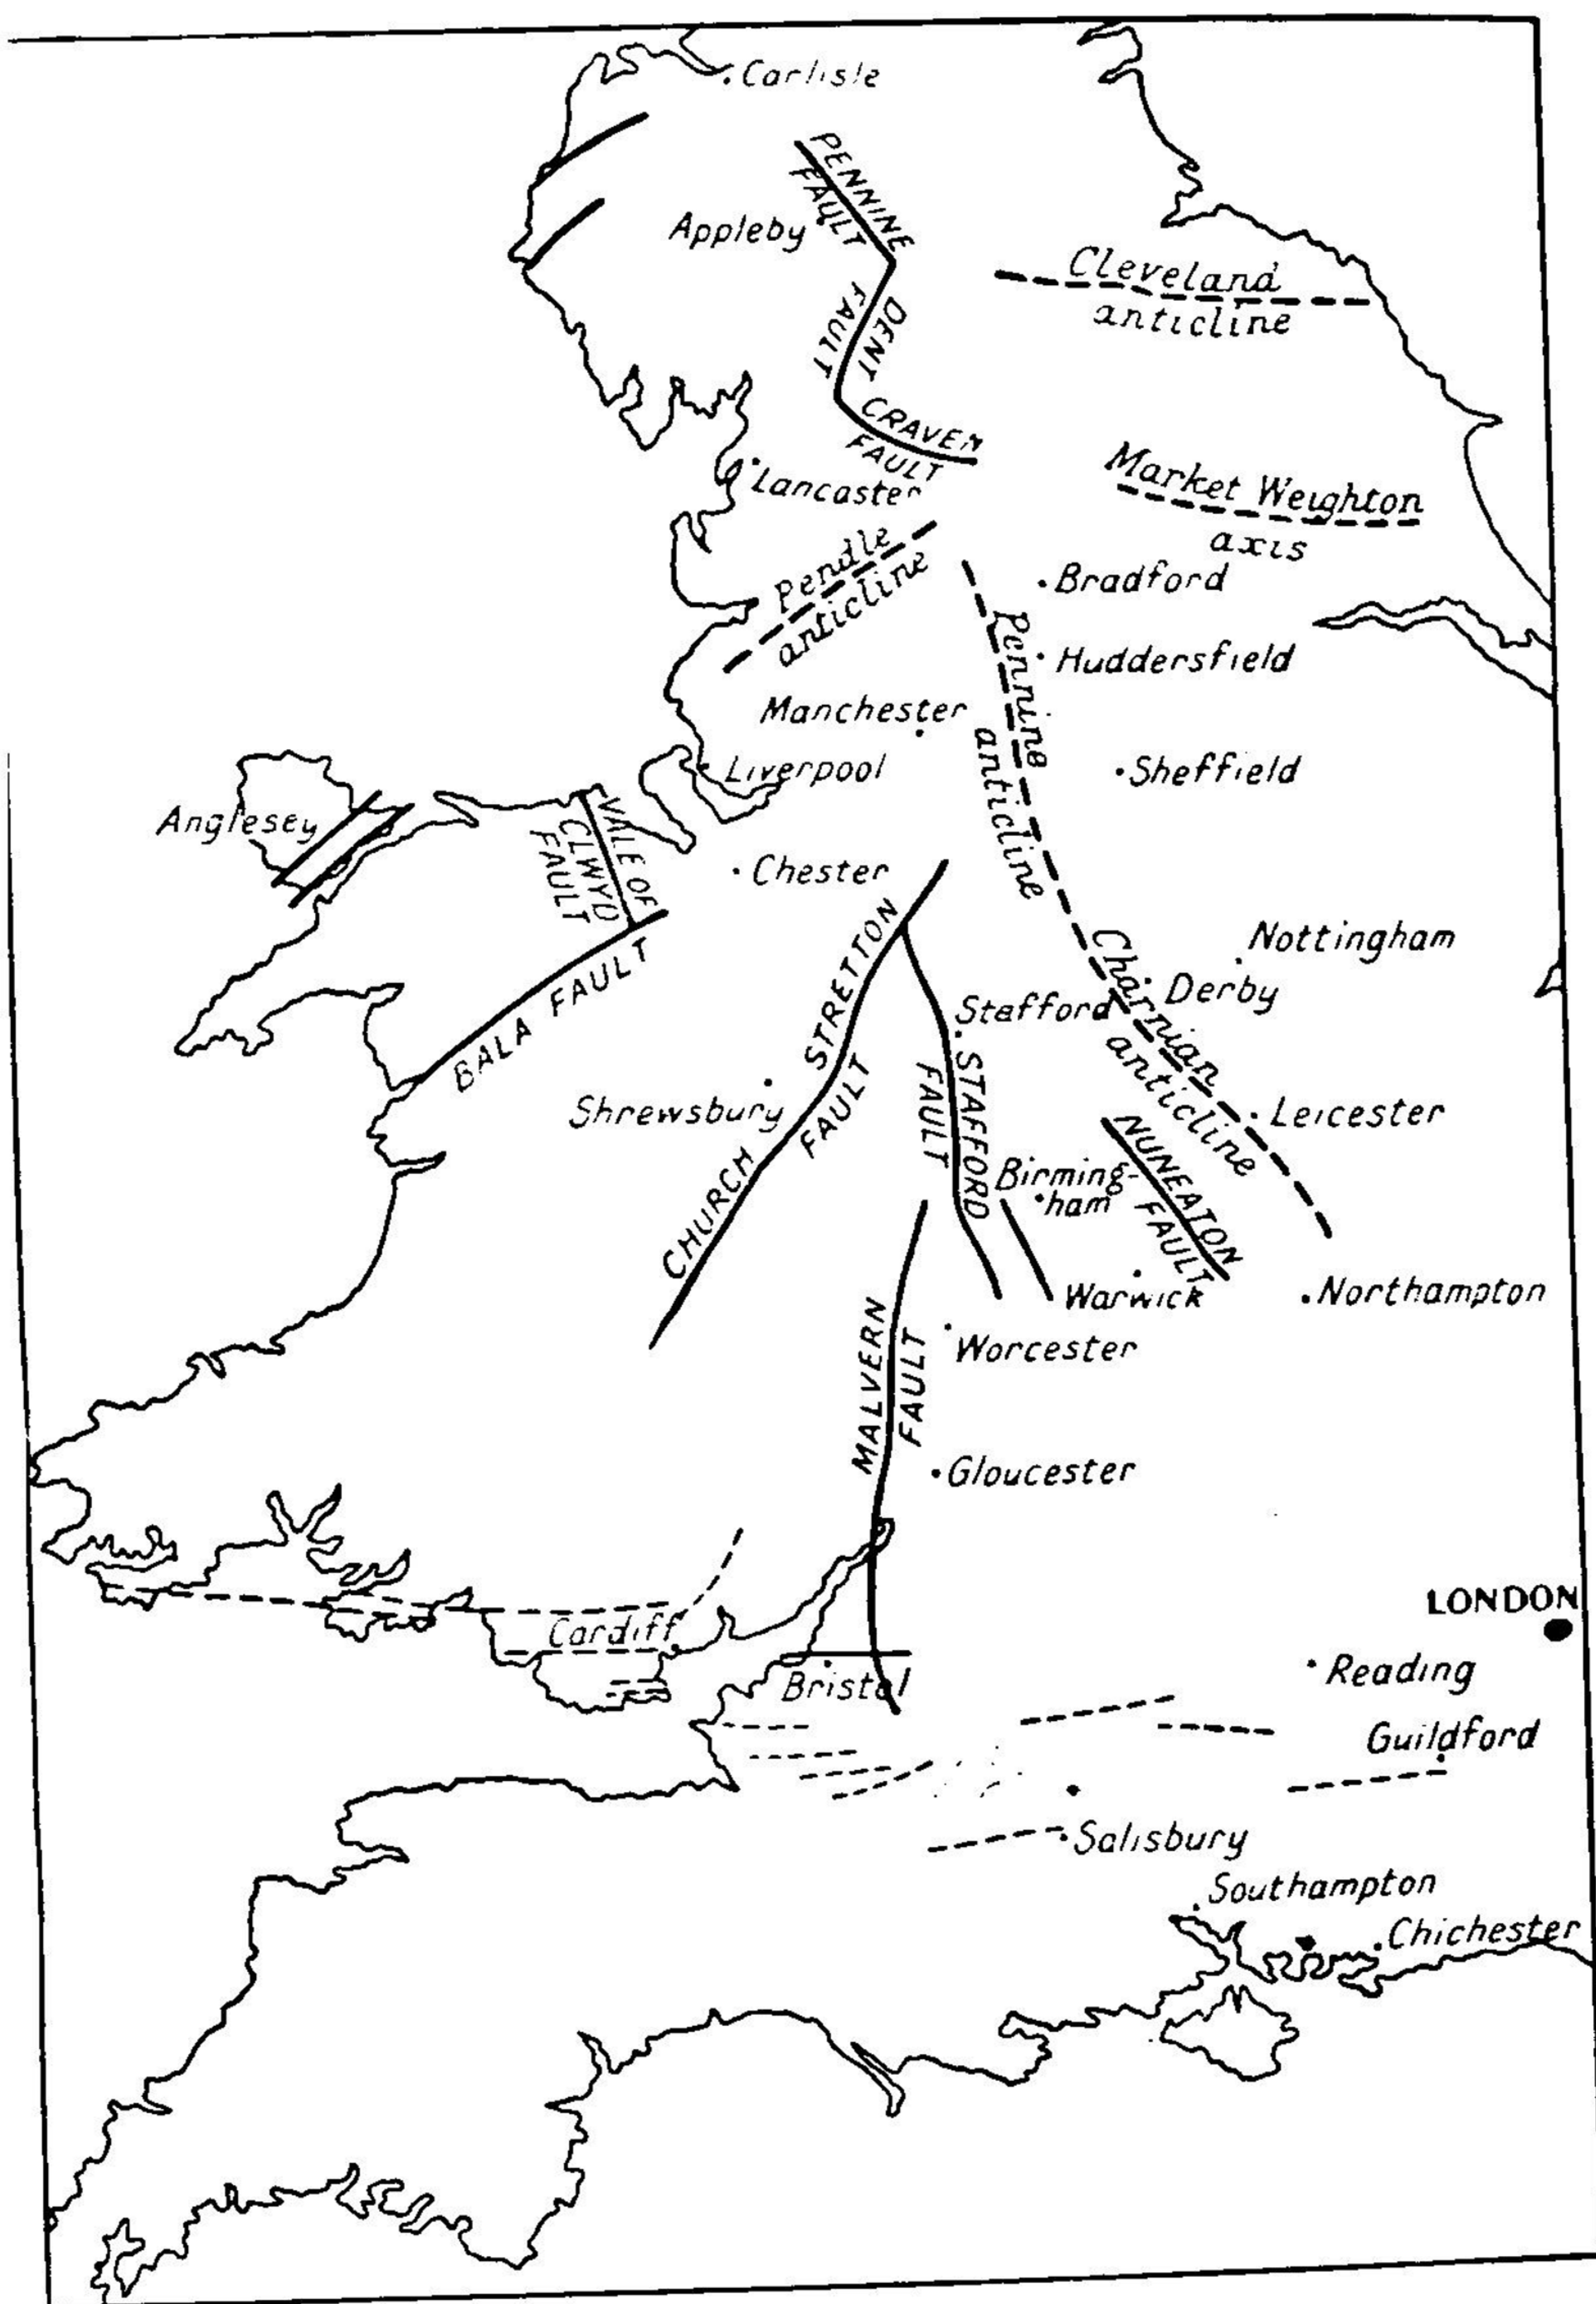 Carlisle
PENNINE
FAULT
Appleby
Cleveland
anticline
DENT
FAULT
CRAVEN
FAULT
Lancaster
Market Weighton
axis
Pendle
anticline
Bradford
Huddersfield
Pennine
anticline
Manchester
Liverpool
Sheffield
Anglesey
VALE OF
CLWYD
FAULT
Chester
BALA FAULT
CHURCH STRETTON
FAULT
Nottingham
Derby
Stafford
Charnian
anticline
STAFFORD
FAULT
Shrewsbury
Leicester
Birming-
ham
NUNEATON
FAULT
Warwick
Northampton
Worcester
MALVERN
FAULT
Gloucester
LONDON
Cardiff
Bristol
Reading
Guildford
Salisbury
Southampton
Chichester